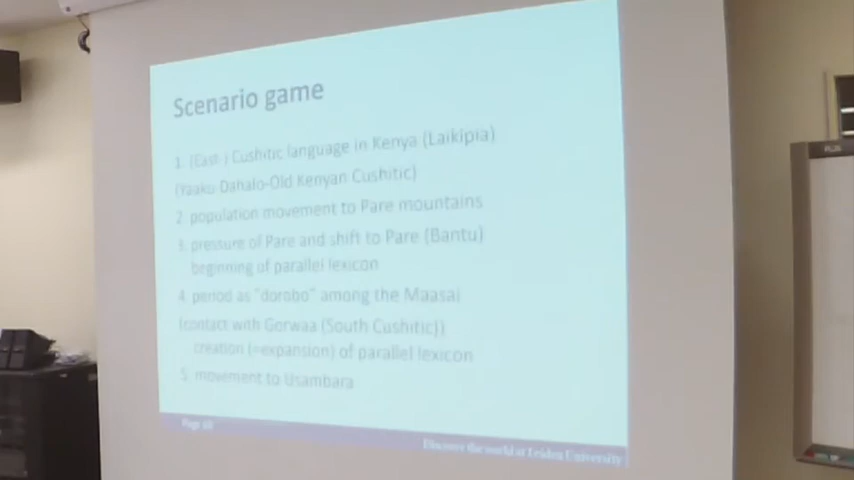 Scenario game
1. (East-) Cushitic language in Kenya (Laikipia)
(Yaaku Dahalo-Old Kenyan Cushitic)
2. population movement to Pare mountains
3. pressure of Pare and shift to Pare (Bantu)
beginning of parallel lexicon
4. period as "dorobo" among the Maasai
(contact with Gorwaa (South Cushitic))
creation (=expansion) of parallel lexicon
5. movement to Usambara
Discover the world at Leiden University